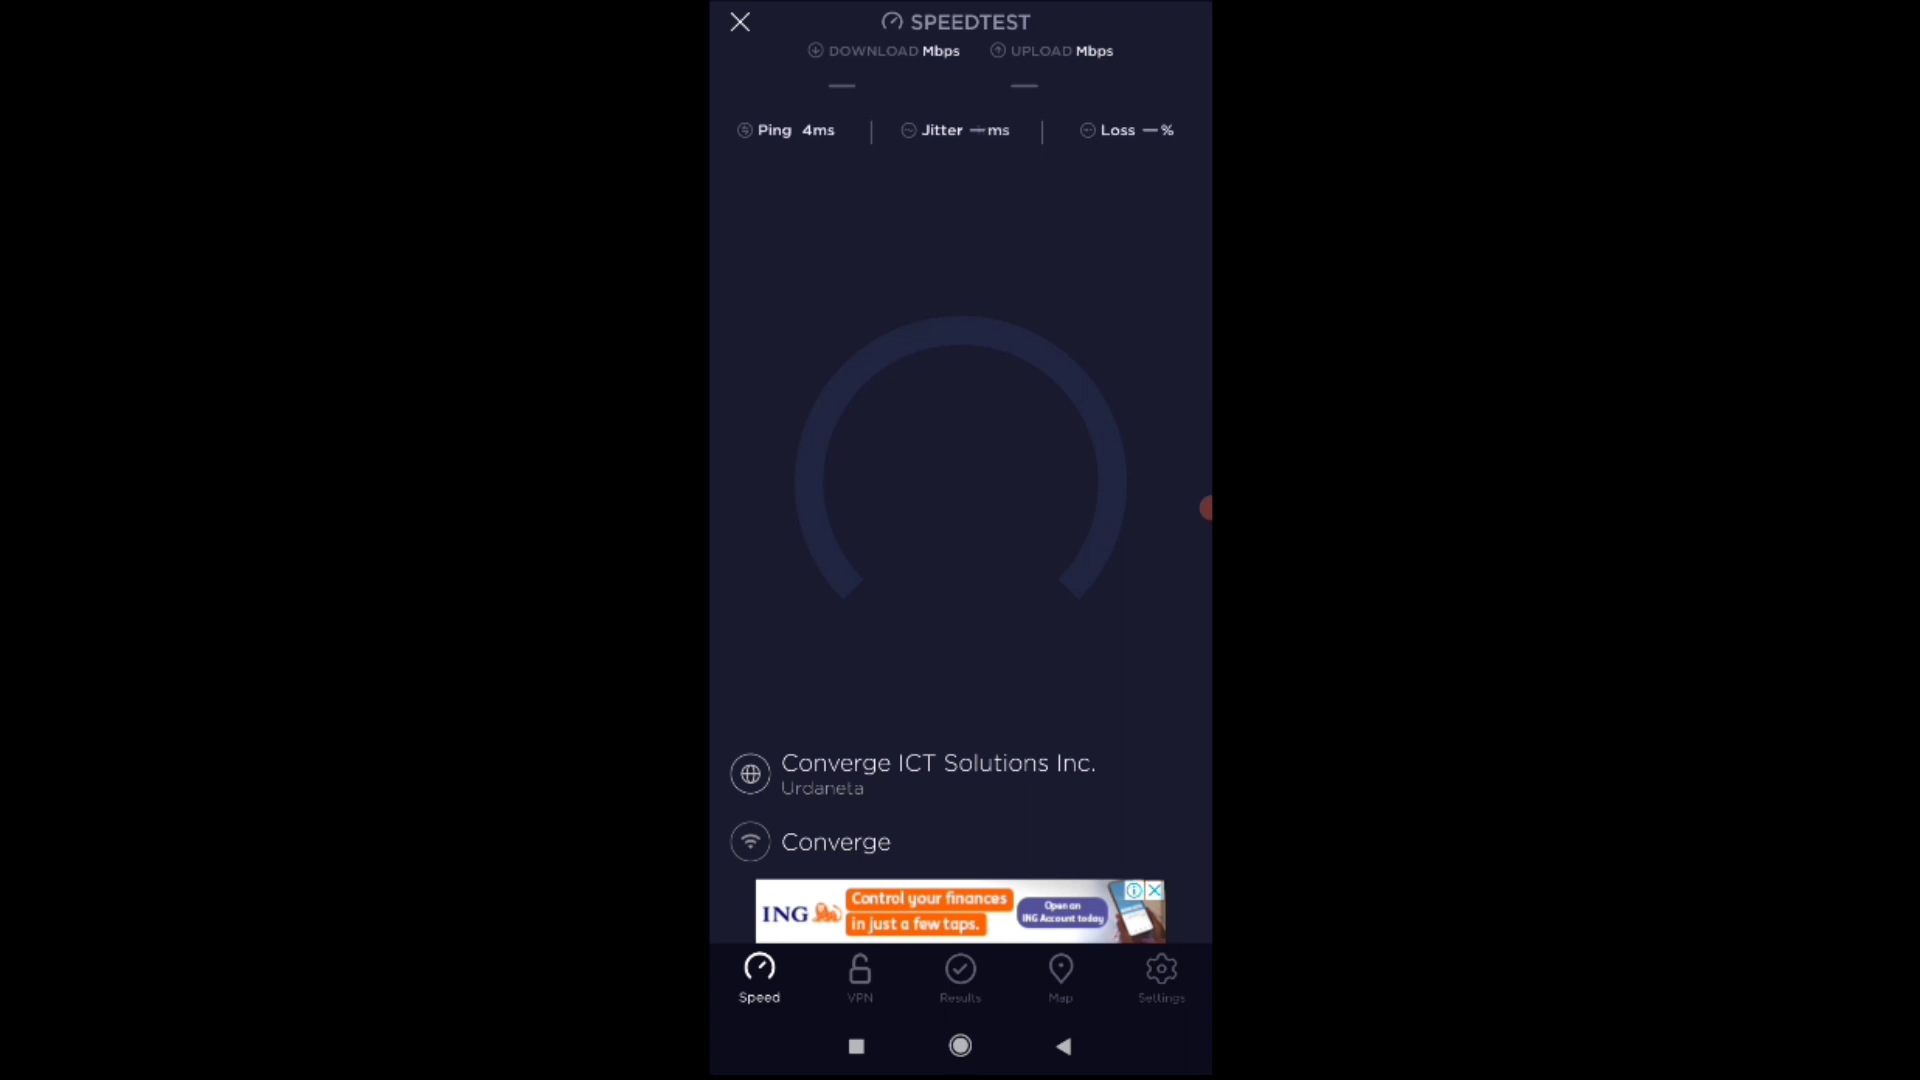 SPEEDTEST
DOWNLOAD Mbps UPLOAD Mbps
— —
Ping 4ms | Jitter — ms | Loss — %
Converge ICT Solutions Inc.
Urdaneta
Converge
ING Control your finances in just a few taps. Open an ING Account today
Speed VPN Results Map Settings